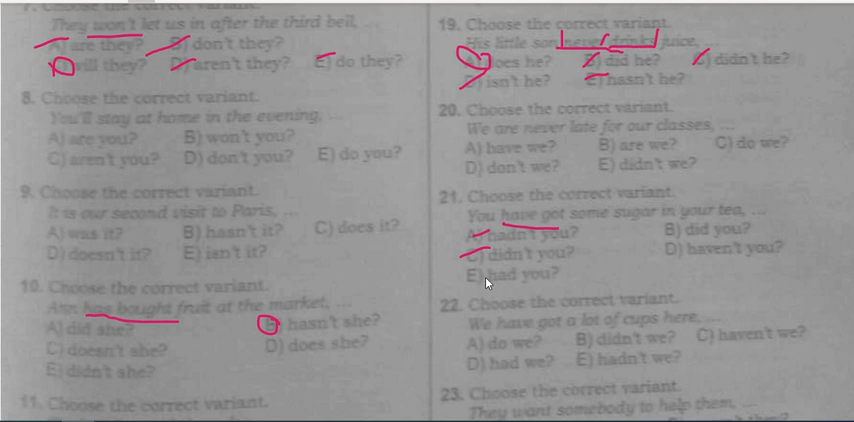 7. Choose the correct variant.
They won't let us in after the third bell, ...
A) are they? B) don't they?
C) will they? D) aren't they? E) do they?
8. Choose the correct variant.
You'll stay at home in the evening, ...
A) are you? B) won't you?
C) aren't you? D) don't you? E) do you?
9. Choose the correct variant.
It is our second visit to Paris, ...
A) was it? B) hasn't it? C) does it?
D) doesn't it? E) isn't it?
10. Choose the correct variant.
Ann has bought fruit at the market, ...
A) did she? B) hasn't she?
C) doesn't she? D) does she?
E) didn't she?
11. Choose the correct variant.
19. Choose the correct variant.
His little son never drinks juice, ...
A) does he? B) did he? C) didn't he?
D) isn't he? E) hasn't he?
20. Choose the correct variant.
We are never late for our classes, ...
A) have we? B) are we? C) do we?
D) don't we? E) didn't we?
21. Choose the correct variant.
You have got some sugar in your tea, ...
A) hadn't you? B) did you?
C) didn't you? D) haven't you?
E) had you?
22. Choose the correct variant.
We have got a lot of cups here, ...
A) do we? B) didn't we? C) haven't we?
D) had we? E) hadn't we?
23. Choose the correct variant.
They want somebody to help them, ...